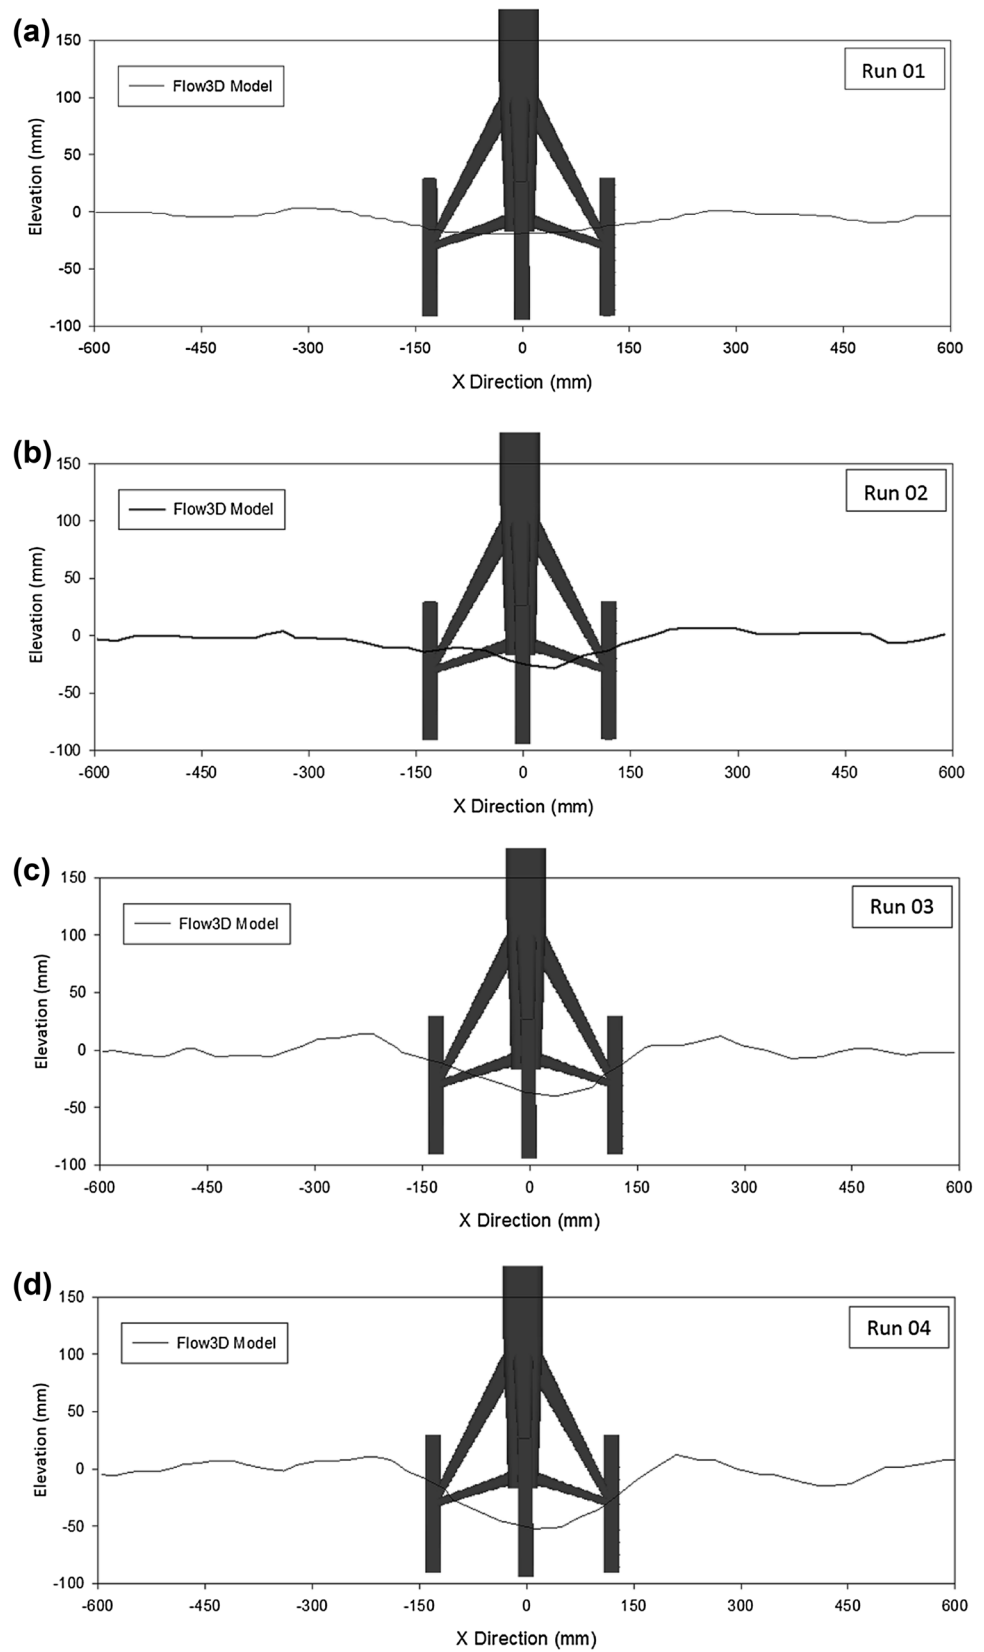 (a)
150
100
50
0
-50
-100
Elevation (mm)
Flow3D Model
Run 01
-600 -450 -300 -150 0 150 300 450 600
X Direction (mm)
(b)
150
100
50
0
-50
-100
Elevation (mm)
Flow3D Model
Run 02
-600 -450 -300 -150 0 150 300 450 600
X Direction (mm)
(c)
150
100
50
0
-50
-100
Elevation (mm)
Flow3D Model
Run 03
-600 -450 -300 -150 0 150 300 450 600
X Direction (mm)
(d)
150
100
50
0
-50
-100
Elevation (mm)
Flow3D Model
Run 04
-600 -450 -300 -150 0 150 300 450 600
X Direction (mm)